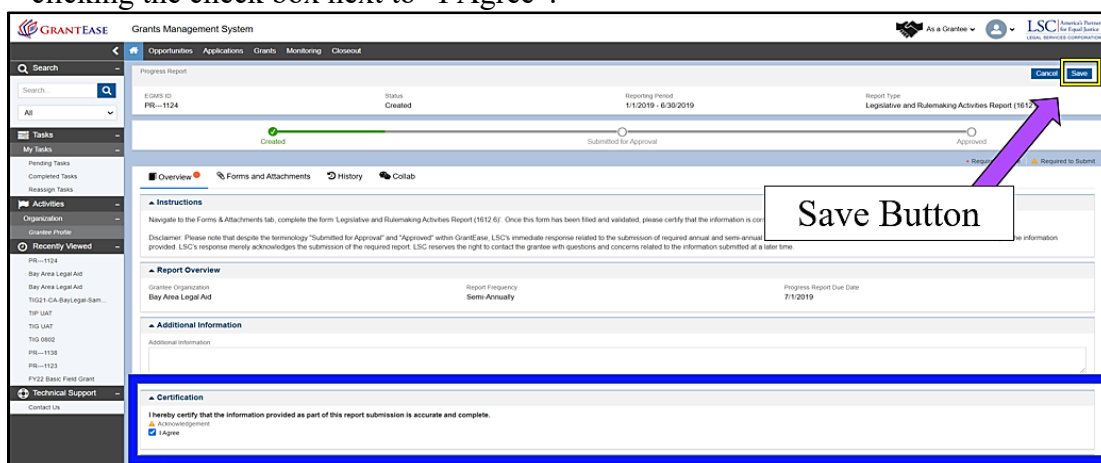 clicking the check box next to "I Agree".
GRANTEASE Grants Management System As a Grantee LSC America's Partner for Equal Justice LEGAL SERVICES CORPORATION
Opportunities Applications Grants Monitoring Closeout
Search
Search...
All
Tasks
My Tasks
Pending Tasks
Completed Tasks
Reassign Tasks
Activities
Organization
Grantee Profile
Recently Viewed
PR---1124
Bay Area Legal Aid
Bay Area Legal Aid
TIG21-CA-BayLegal-Sam...
TIP UAT
TIG UAT
TIG 0802
PR---1138
PR---1123
FY22 Basic Field Grant
Technical Support
Contact Us
Progress Report Cancel Save
EGMS ID Status Reporting Period Report Type
PR---1124 Created 1/1/2019 - 6/30/2019 Legislative and Rulemaking Activities Report (1612
Created Submitted for Approval Approved
Required to Submit
Overview Forms and Attachments History Collab
Save Button
Instructions
Navigate to the Forms & Attachments tab, complete the form 'Legislative and Rulemaking Activities Report (1612.6)'. Once this form has been filled and validated, please certify that the information is
Disclaimer: Please note that despite the terminology "Submitted for Approval" and "Approved" within GrantEase, LSC's immediate response related to the submission of required annual and semi-annual he information
provided. LSC's response merely acknowledges the submission of the required report. LSC reserves the right to contact the grantee with questions and concerns related to the information submitted at a later time.
Report Overview
Grantee Organization Report Frequency Progress Report Due Date
Bay Area Legal Aid Semi-Annually 7/1/2019
Additional Information
Additional Information
Certification
I hereby certify that the information provided as part of this report submission is accurate and complete.
Acknowledgement
I Agree